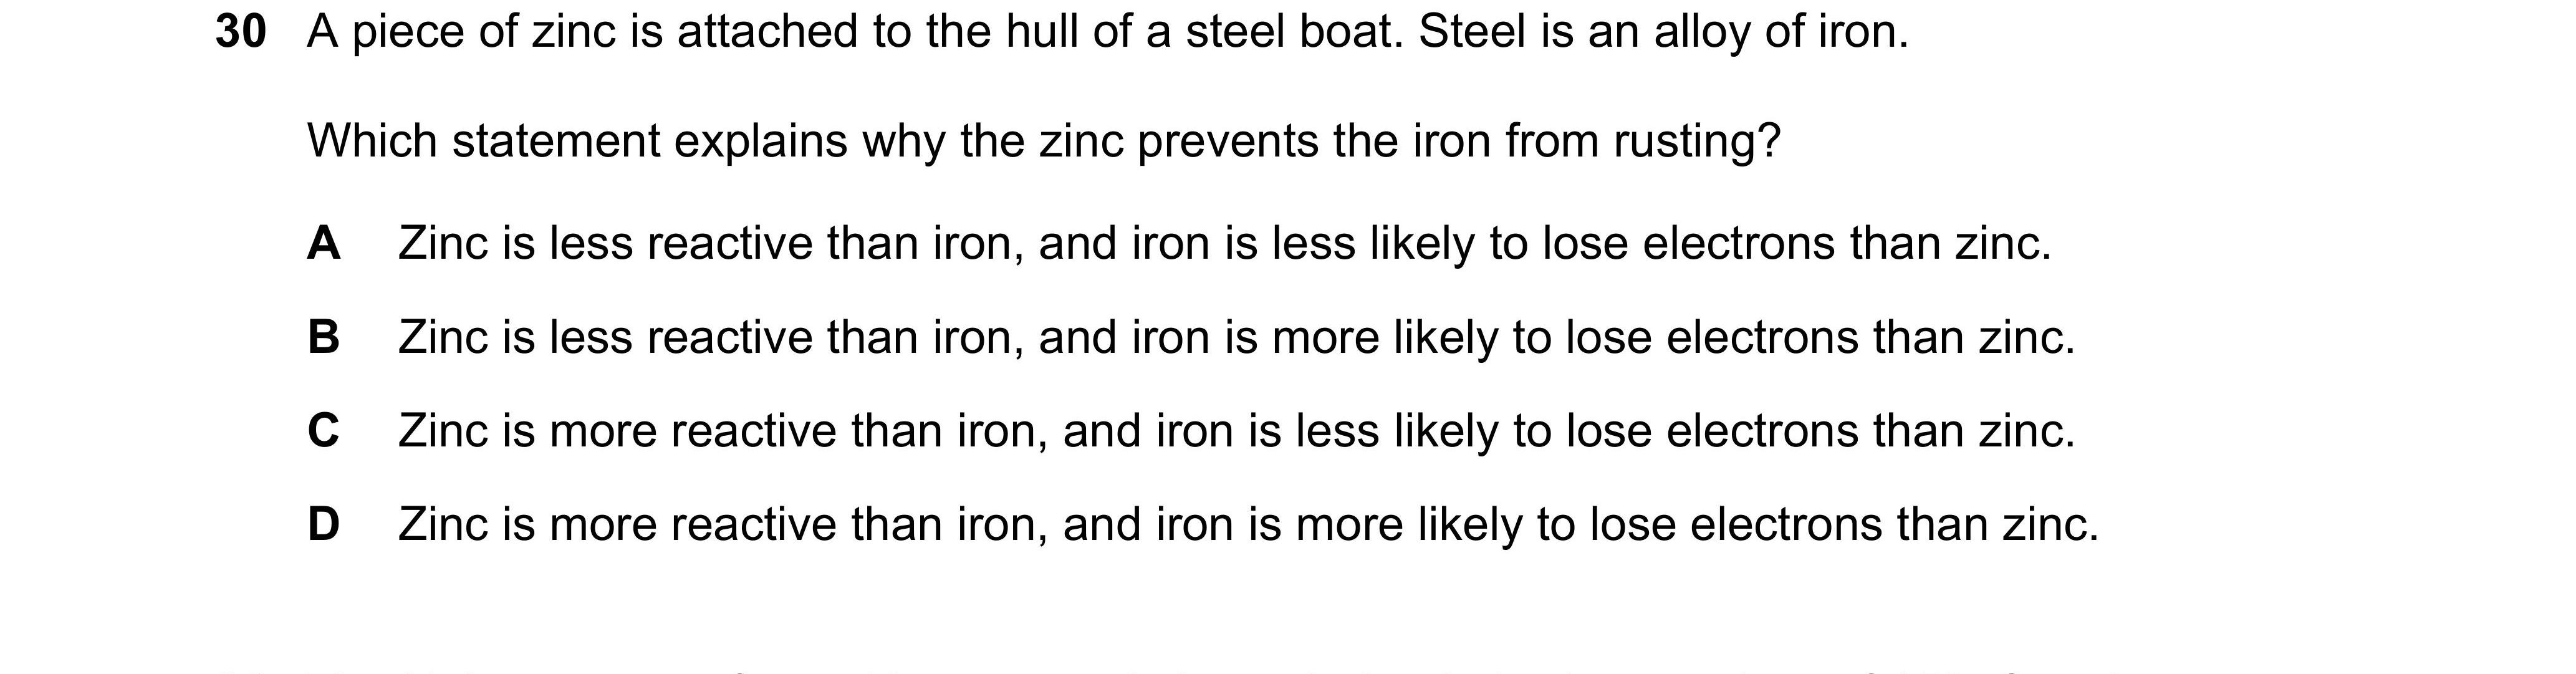 30 A piece of zinc is attached to the hull of a steel boat. Steel is an alloy of iron.
Which statement explains why the zinc prevents the iron from rusting?
A Zinc is less reactive than iron, and iron is less likely to lose electrons than zinc.
B Zinc is less reactive than iron, and iron is more likely to lose electrons than zinc.
C Zinc is more reactive than iron, and iron is less likely to lose electrons than zinc.
D Zinc is more reactive than iron, and iron is more likely to lose electrons than zinc.